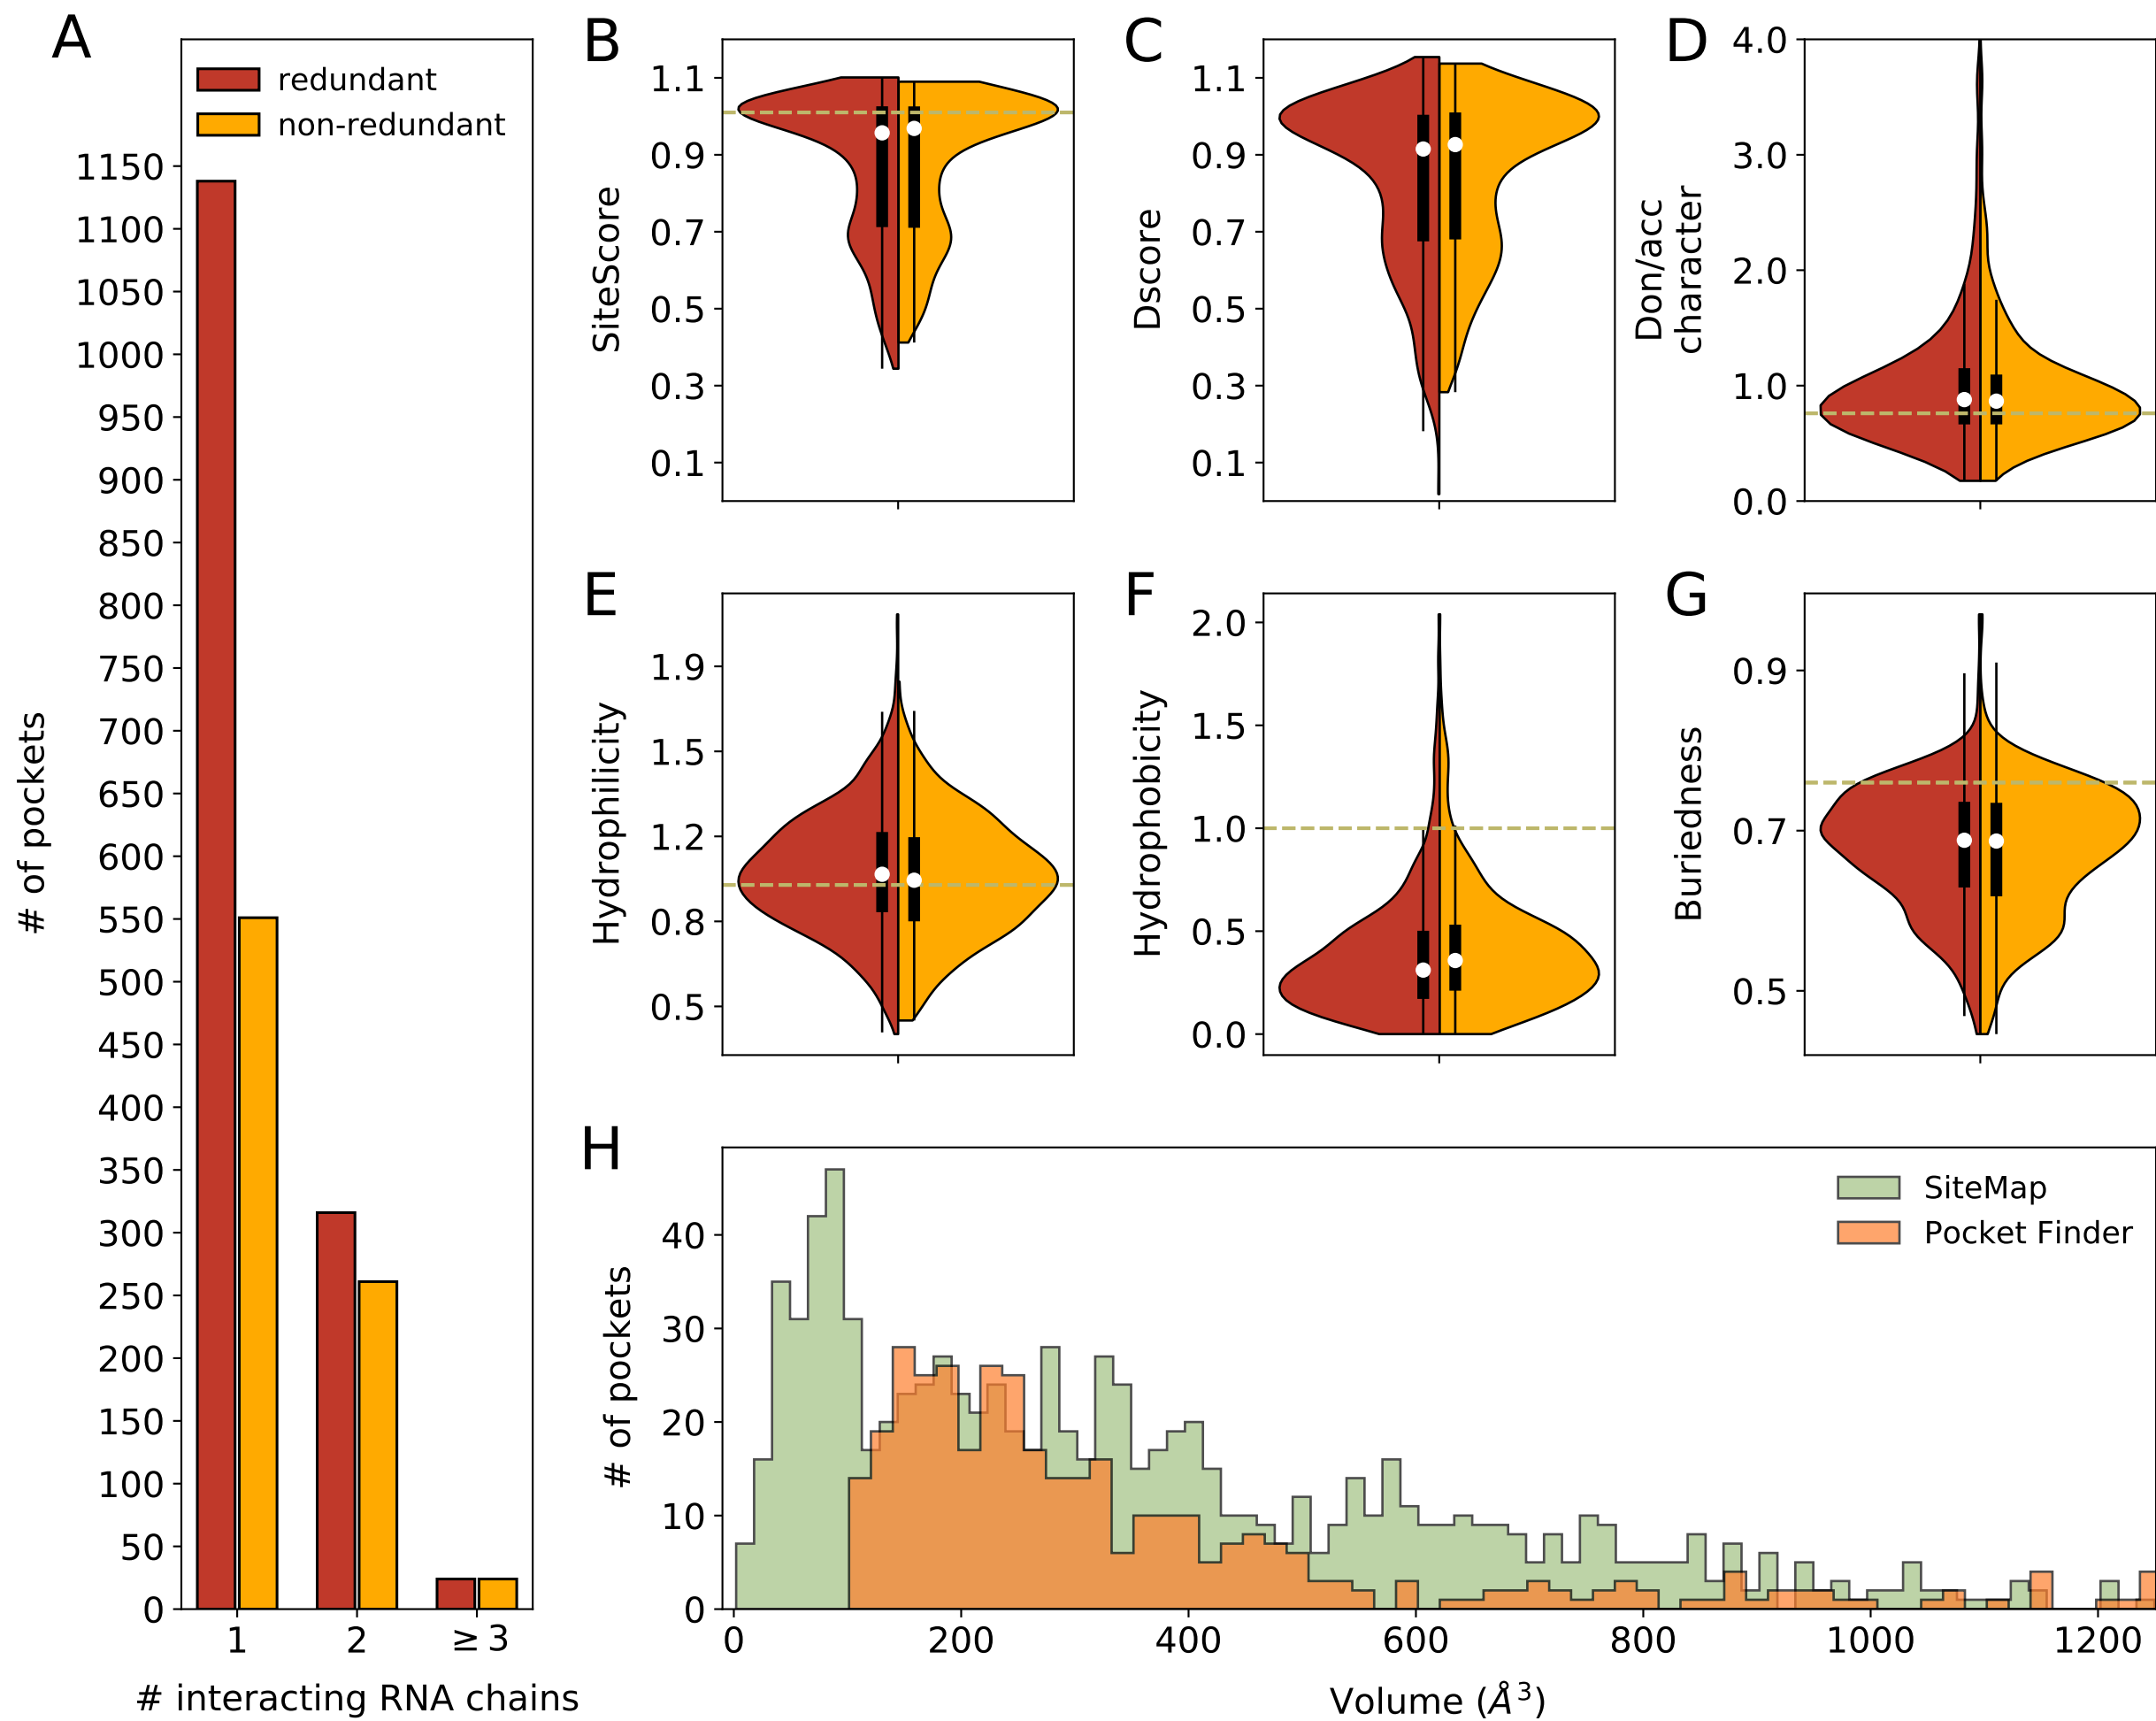 A
redundant
non-redundant
1150
1100
1050
1000
950
900
850
800
750
700
650
600
550
500
450
400
350
300
250
200
150
100
50
0
# of pockets
1 2 ≥3
# interacting RNA chains
B
1.1
0.9
0.7
0.5
0.3
0.1
SiteScore
C
1.1
0.9
0.7
0.5
0.3
0.1
Dscore
D
4.0
3.0
2.0
1.0
0.0
Don/acc
character
E
1.9
1.5
1.2
0.8
0.5
Hydrophilicity
F
2.0
1.5
1.0
0.5
0.0
Hydrophobicity
G
0.9
0.7
0.5
Buriedness
H
SiteMap
Pocket Finder
40
30
20
10
0
# of pockets
0 200 400 600 800 1000 1200
Volume (Å³)